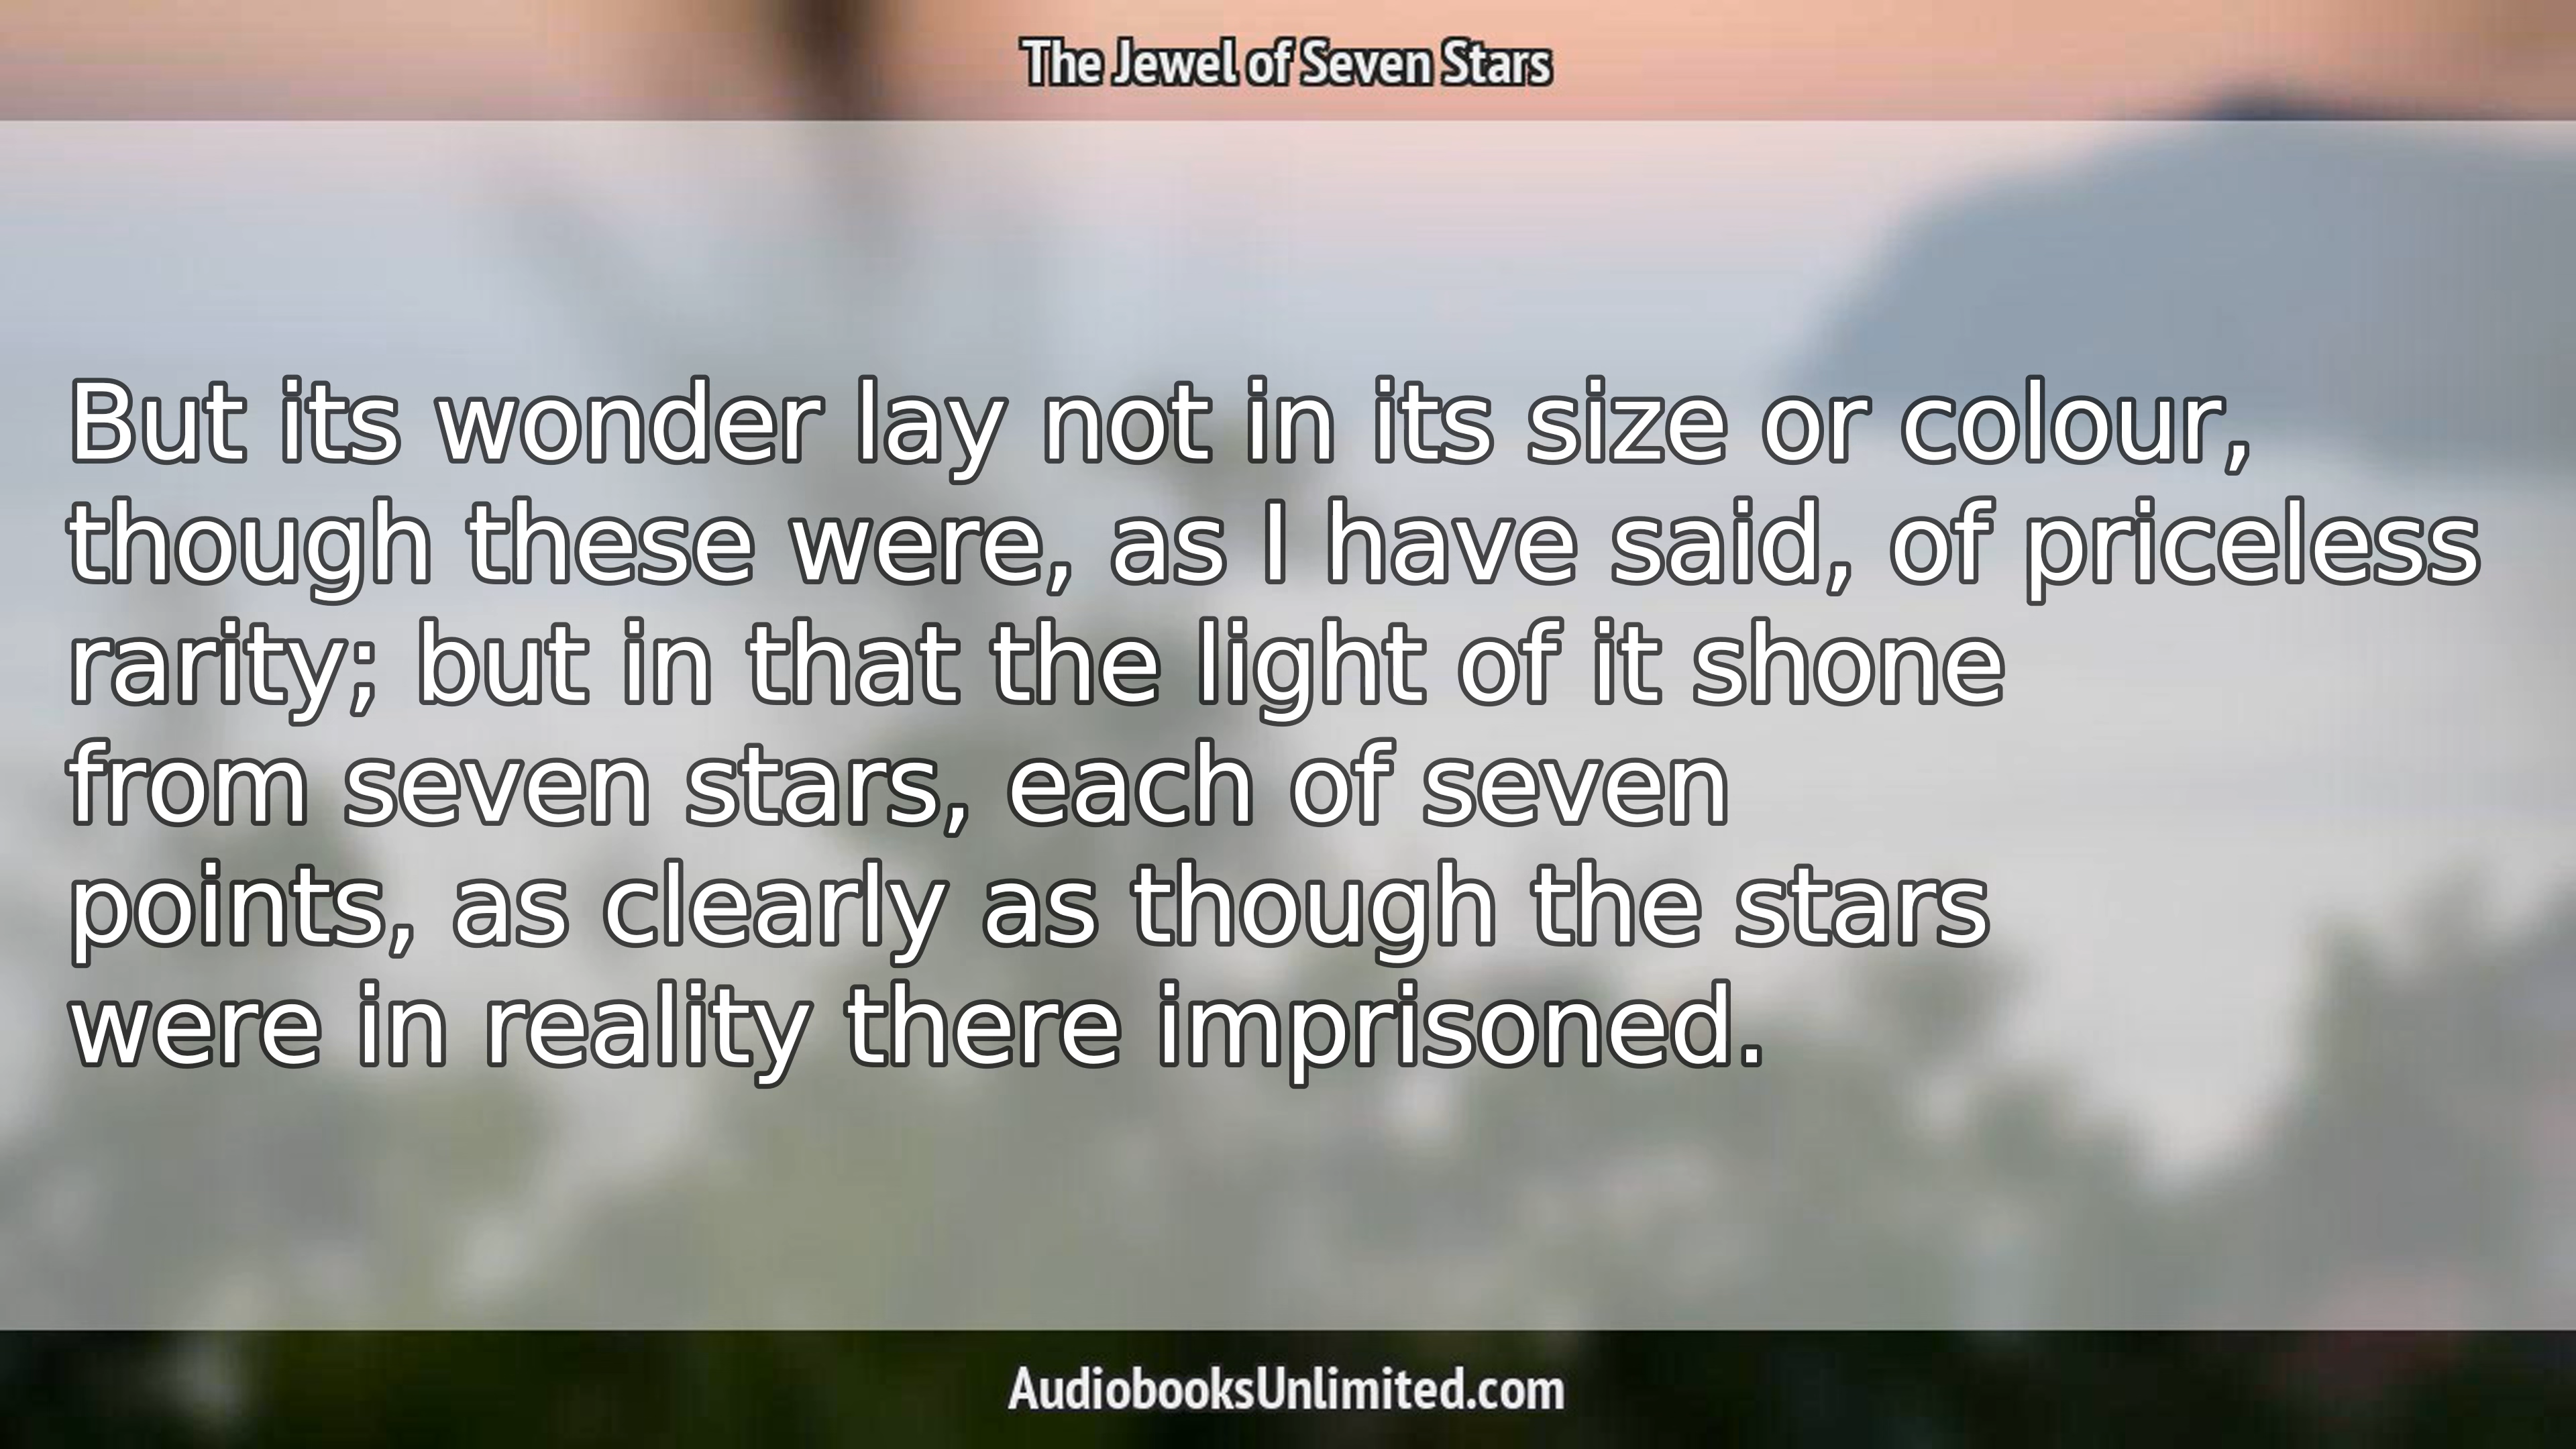 The Jewel of Seven Stars
But its wonder lay not in its size or colour,
though these were, as I have said, of priceless
rarity; but in that the light of it shone
from seven stars, each of seven
points, as clearly as though the stars
were in reality there imprisoned.
AudiobooksUnlimited.com